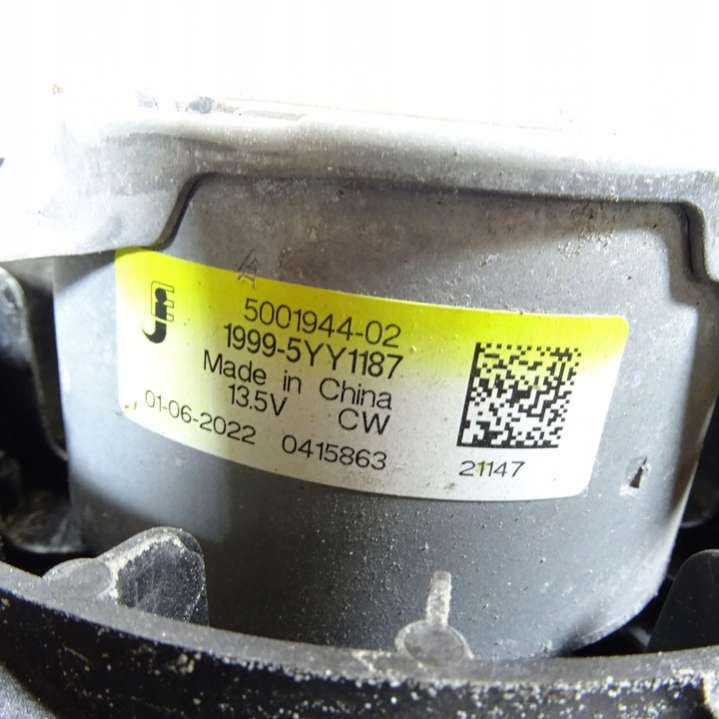 5001944-02
1999-5YY1187
Made in China
13.5V CW
01-06-2022 0415863
21147